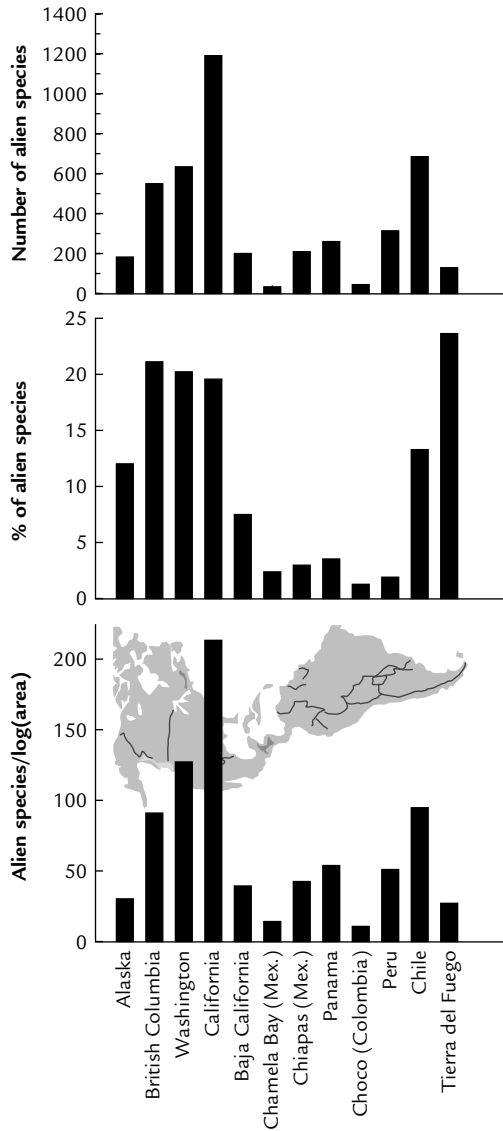 Number of alien species
1400
1200
1000
800
600
400
200
0
% of alien species
25
20
15
10
5
0
Alien species/log(area)
200
150
100
50
0
Alaska
British Columbia
Washington
California
Baja California
Chamela Bay (Mex.)
Chiapas (Mex.)
Panama
Choco (Colombia)
Peru
Chile
Tierra del Fuego